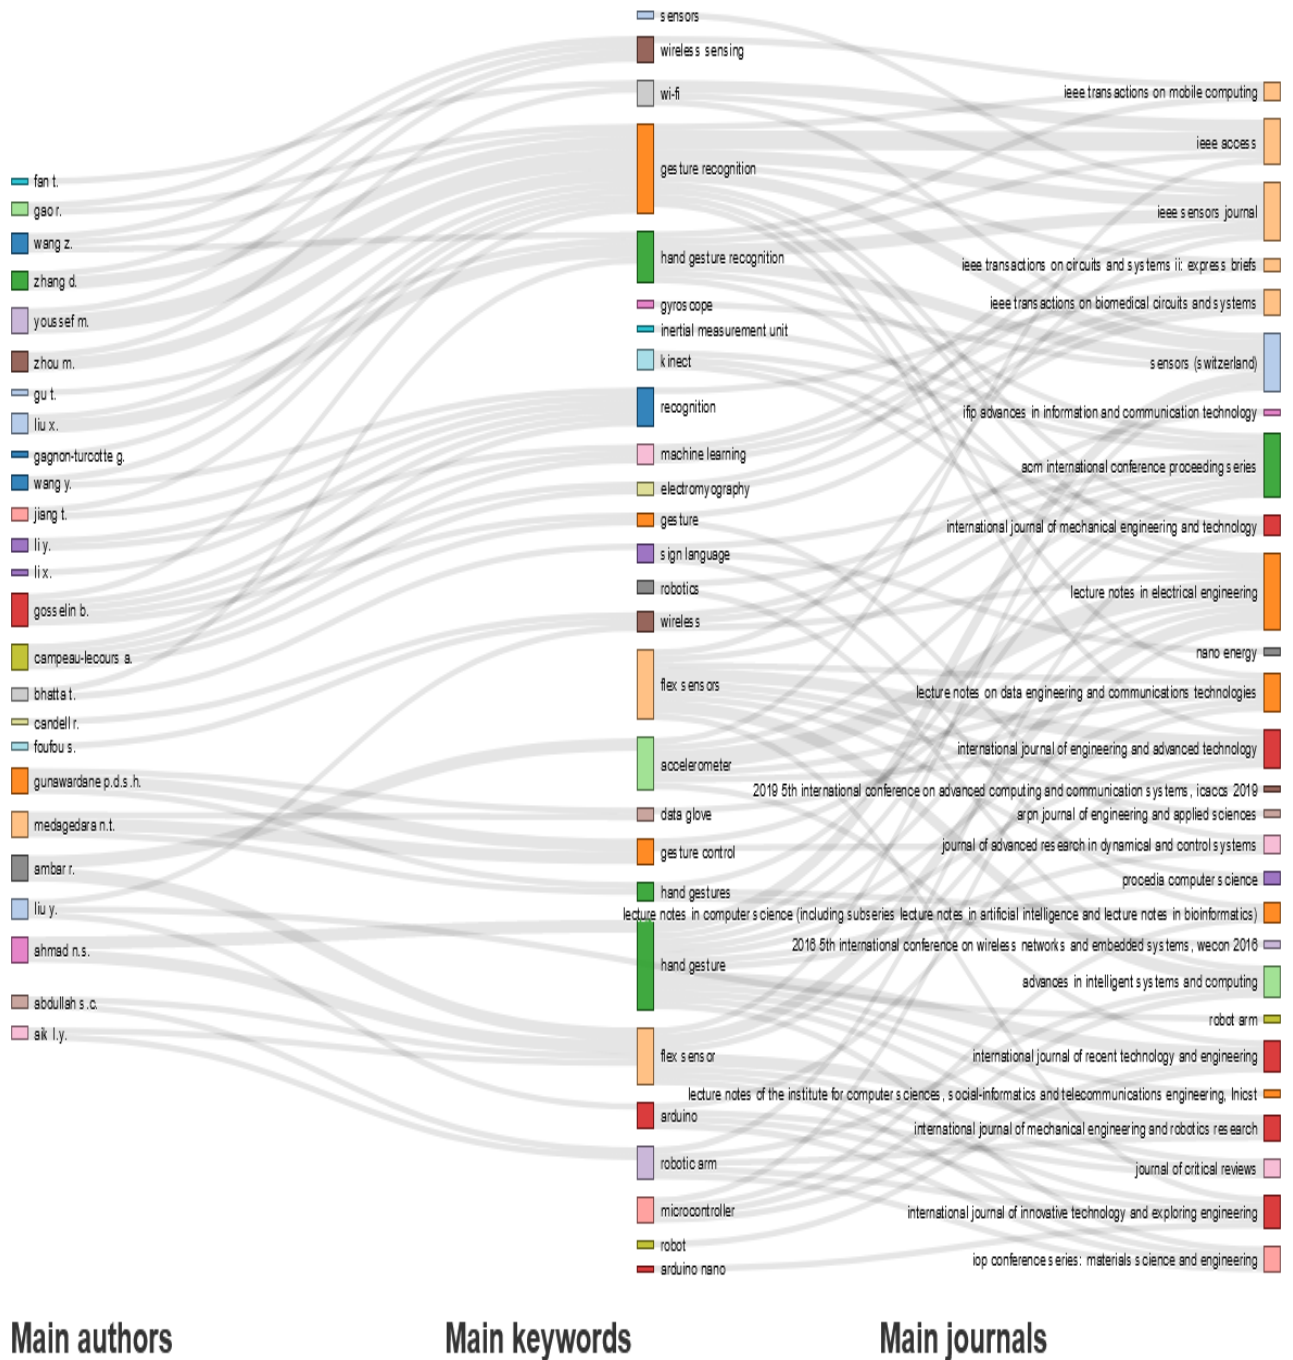 fan t.
gao r.
wang z.
zhang d.
youssef m.
zhou m.
gu t.
liu x.
gagnon-turcotte g.
wang y.
jiang t.
li y.
li x.
gosselin b.
campeau-lecours a.
bhatta t.
candell r.
foufou s.
gunawardane p.d.s.h.
medagedara n.t.
ambar r.
liu y.
ahmad n.s.
abdullah s.c.
aik l.y.
sensors
wireless sensing
wi-fi
gesture recognition
hand gesture recognition
gyroscope
inertial measurement unit
kinect
recognition
machine learning
electromyography
gesture
sign language
robotics
wireless
flex sensors
accelerometer
data glove
gesture control
hand gestures
hand gesture
flex sensor
arduino
robotic arm
microcontroller
robot
arduino nano
ieee transactions on mobile computing
ieee access
ieee sensors journal
ieee transactions on circuits and systems ii: express briefs
ieee transactions on biomedical circuits and systems
sensors (switzerland)
ifip advances in information and communication technology
acm international conference proceeding series
international journal of mechanical engineering and technology
lecture notes in electrical engineering
nano energy
lecture notes on data engineering and communications technologies
international journal of engineering and advanced technology
2019 5th international conference on advanced computing and communication systems, icaccs 2019
arpn journal of engineering and applied sciences
journal of advanced research in dynamical and control systems
procedia computer science
lecture notes in computer science (including subseries lecture notes in artificial intelligence and lecture notes in bioinformatics)
2016 5th international conference on wireless networks and embedded systems, wecon 2016
advances in intelligent systems and computing
robot arm
international journal of recent technology and engineering
lecture notes of the institute for computer sciences, social-informatics and telecommunications engineering, lnicst
international journal of mechanical engineering and robotics research
journal of critical reviews
international journal of innovative technology and exploring engineering
iop conference series: materials science and engineering
Main authors
Main keywords
Main journals